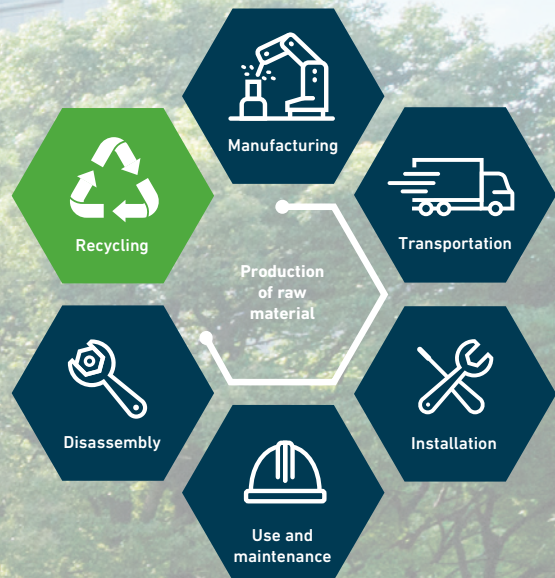 Manufacturing
Transportation
Recycling
Production
of raw
material
Installation
Disassembly
Use and
maintenance